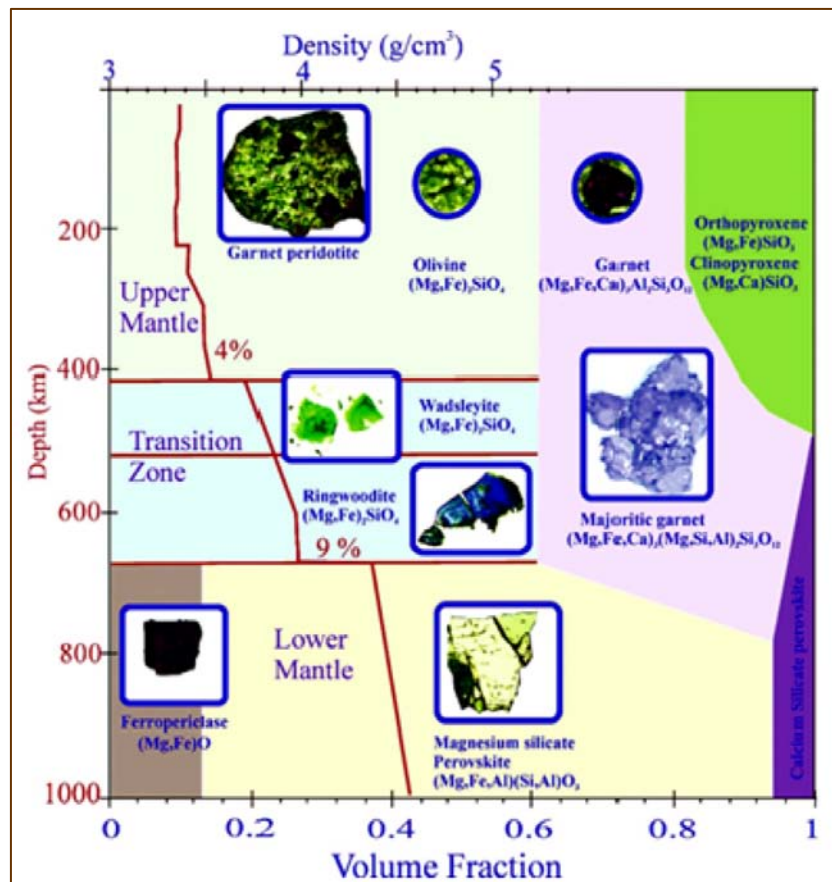 Density (g/cm³)
3
4
5
Garnet peridotite
Olivine
(Mg,Fe)₂SiO₄
Garnet
(Mg,Fe,Ca)₃Al₂Si₃O₁₂
Orthopyroxene
(Mg,Fe)SiO₃
Clinopyroxene
(Mg,Ca)SiO₃
200
Upper
Mantle
4%
400
Depth (km)
Transition
Zone
Wadsleyite
(Mg,Fe)₂SiO₄
Ringwoodite
(Mg,Fe)₂SiO₄
9 %
Majoritic garnet
(Mg,Fe,Ca)₃(Mg,Si,Al)₂Si₃O₁₂
600
Lower
Mantle
800
Ferropericlase
(Mg,Fe)O
Magnesium silicate
Perovskite
(Mg,Fe,Al)(Si,Al)O₃
Calcium Silicate perovskite
1000
0
0.2
0.4
0.6
0.8
1
Volume Fraction